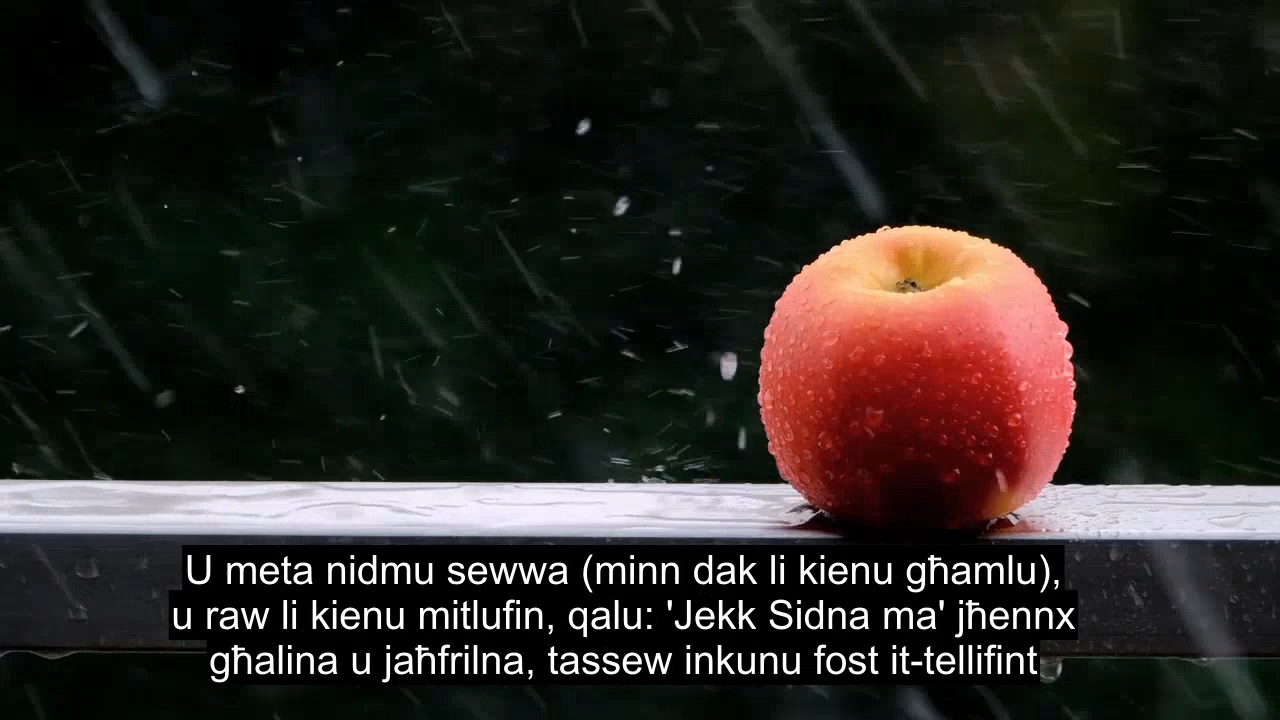 U meta nidmu sewwa (minn dak li kienu għamlu),
u raw li kienu mitlufin, qalu: 'Jekk Sidna ma' jħennx
għalina u jaħfrilna, tassew inkunu fost it-tellifint